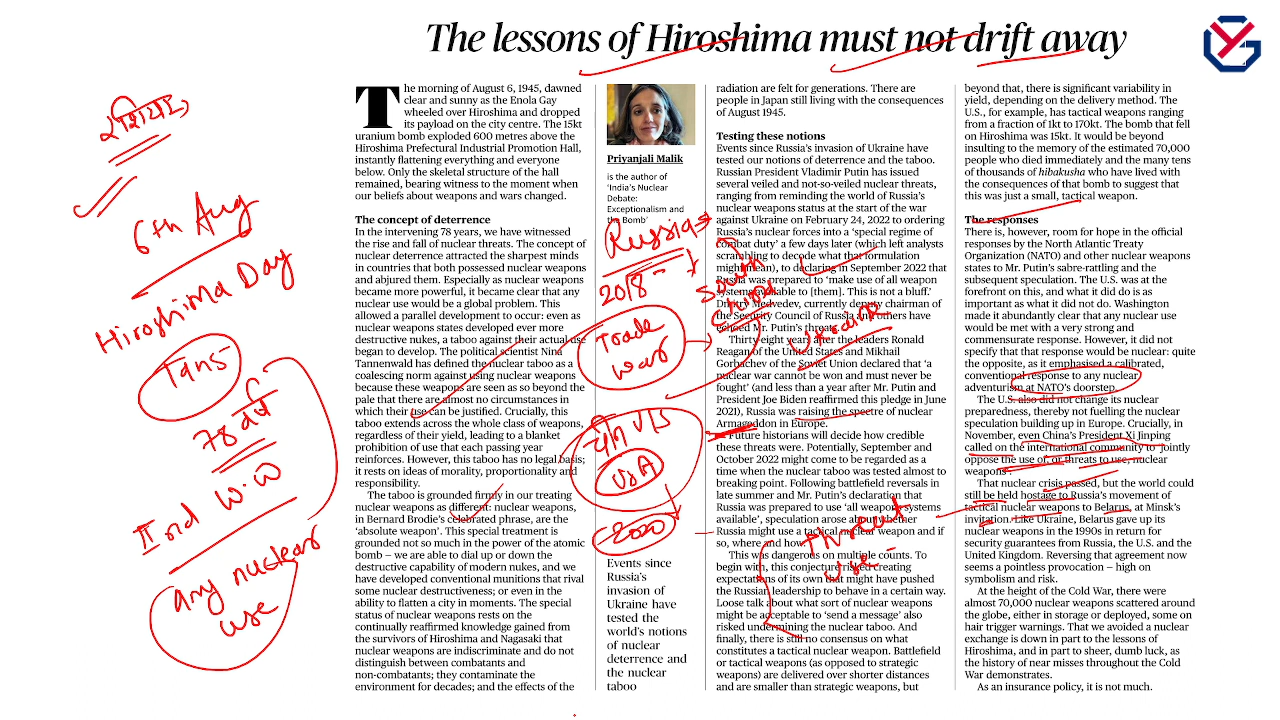 The lessons of Hiroshima must not drift away
YG
6th Aug
Hiroshima Day
Tans
78
IInd W.W
any nuclear
use
The morning of August 6, 1945, dawned
clear and sunny as the Enola Gay
wheeled over Hiroshima and dropped
its payload on the city centre. The 15kt
uranium bomb exploded 600 metres above the
Hiroshima Prefectural Industrial Promotion Hall,
instantly flattening everything and everyone
below. Only the skeletal structure of the hall
remained, bearing witness to the moment when
our beliefs about weapons and wars changed.
The concept of deterrence
In the intervening 78 years, we have witnessed
the rise and fall of nuclear threats. The concept of
nuclear deterrence attracted the sharpest minds
in countries that both possessed nuclear weapons
and abjured them. Especially as nuclear weapons
became more powerful, it became clear that any
nuclear use would be a global problem. This
allowed a parallel development to occur: even as
nuclear weapons states developed ever more
destructive nukes, a taboo against their actual use
began to develop. The political scientist Nina
Tannenwald has defined the nuclear taboo as a
coalescing norm against using nuclear weapons
because these weapons are seen as so beyond the
pale that there are almost no circumstances in
which their use can be justified. Crucially, this
taboo extends across the whole class of weapons,
regardless of their yield, leading to a blanket
prohibition of use that each passing year
reinforces. However, this taboo has no legal basis;
it rests on ideas of morality, proportionality and
responsibility.
The taboo is grounded firmly in our treating
nuclear weapons as different: nuclear weapons,
in Bernard Brodie's celebrated phrase, are the
'absolute weapon'. This special treatment is
grounded not so much in the power of the atomic
bomb – we are able to dial up or down the
destructive capability of modern nukes, and we
have developed conventional munitions that rival
some nuclear destructiveness; or even in the
ability to flatten a city in moments. The special
status of nuclear weapons rests on the
continually reaffirmed knowledge gained from
the survivors of Hiroshima and Nagasaki that
nuclear weapons are indiscriminate and do not
distinguish between combatants and
non-combatants; they contaminate the
environment for decades; and the effects of the
Priyanjali Malik
is the author of
'India's Nuclear
Debate:
Exceptionalism and
the Bomb'
Russia
2018
South
China
Trade
war
Ukraine
चीन V/S
USA
2020
Threat
use
Events since
Russia's
invasion of
Ukraine have
tested the
world's notions
of nuclear
deterrence and
the nuclear
taboo
radiation are felt for generations. There are
people in Japan still living with the consequences
of August 1945.
Testing these notions
Events since Russia's invasion of Ukraine have
tested our notions of deterrence and the taboo.
Russian President Vladimir Putin has issued
several veiled and not-so-veiled nuclear threats,
ranging from reminding the world of Russia's
nuclear weapons status at the start of the war
against Ukraine on February 24, 2022 to ordering
Russia's nuclear forces into a 'special regime of
combat duty' a few days later (which left analysts
scrambling to decode what that formulation
might mean), to declaring in September 2022 that
Russia was prepared to 'make use of all weapon
systems available to [them]. This is not a bluff.'
Dmitry Medvedev, currently deputy chairman of
the Security Council of Russia and others have
echoed Mr. Putin's threats.
Thirty-eight years after the leaders Ronald
Reagan of the United States and Mikhail
Gorbachev of the Soviet Union declared that 'a
nuclear war cannot be won and must never be
fought' (and less than a year after Mr. Putin and
President Joe Biden reaffirmed this pledge in June
2021), Russia was raising the spectre of nuclear
Armageddon in Europe.
Future historians will decide how credible
these threats were. Potentially, September and
October 2022 might come to be regarded as a
time when the nuclear taboo was tested almost to
breaking point. Following battlefield reversals in
late summer and Mr. Putin's declaration that
Russia was prepared to use 'all weapon systems
available', speculation arose about whether
Russia might use a tactical nuclear weapon and if
so, where and how.
This was dangerous on multiple counts. To
begin with, this conjecture risked creating
expectations of its own that might have pushed
the Russian leadership to behave in a certain way.
Loose talk about what sort of nuclear weapons
might be acceptable to 'send a message' also
risked undermining the nuclear taboo. And
finally, there is still no consensus on what
constitutes a tactical nuclear weapon. Battlefield
or tactical weapons (as opposed to strategic
weapons) are delivered over shorter distances
and are smaller than strategic weapons, but
beyond that, there is significant variability in
yield, depending on the delivery method. The
U.S., for example, has tactical weapons ranging
from a fraction of 1kt to 170kt. The bomb that fell
on Hiroshima was 15kt. It would be beyond
insulting to the memory of the estimated 70,000
people who died immediately and the many tens
of thousands of hibakusha who have lived with
the consequences of that bomb to suggest that
this was just a small, tactical weapon.
The responses
There is, however, room for hope in the official
responses by the North Atlantic Treaty
Organization (NATO) and other nuclear weapons
states to Mr. Putin's sabre-rattling and the
subsequent speculation. The U.S. was at the
forefront on this, and what it did do is as
important as what it did not do. Washington
made it abundantly clear that any nuclear use
would be met with a very strong and
commensurate response. However, it did not
specify that that response would be nuclear: quite
the opposite, as it emphasised a calibrated,
conventional response to any nuclear
adventurism at NATO's doorstep.
The U.S. also did not change its nuclear
preparedness, thereby not fuelling the nuclear
speculation building up in Europe. Crucially, in
November, even China's President Xi Jinping
called on the international community to 'jointly
oppose the use of, or threats to use, nuclear
weapons'.
That nuclear crisis passed, but the world could
still be held hostage to Russia's movement of
tactical nuclear weapons to Belarus, at Minsk's
invitation. Like Ukraine, Belarus gave up its
nuclear weapons in the 1990s in return for
security guarantees from Russia, the U.S. and the
United Kingdom. Reversing that agreement now
seems a pointless provocation – high on
symbolism and risk.
At the height of the Cold War, there were
almost 70,000 nuclear weapons scattered around
the globe, either in storage or deployed, some on
hair trigger warnings. That we avoided a nuclear
exchange is down in part to the lessons of
Hiroshima, and in part to sheer, dumb luck, as
the history of near misses throughout the Cold
War demonstrates.
As an insurance policy, it is not much.